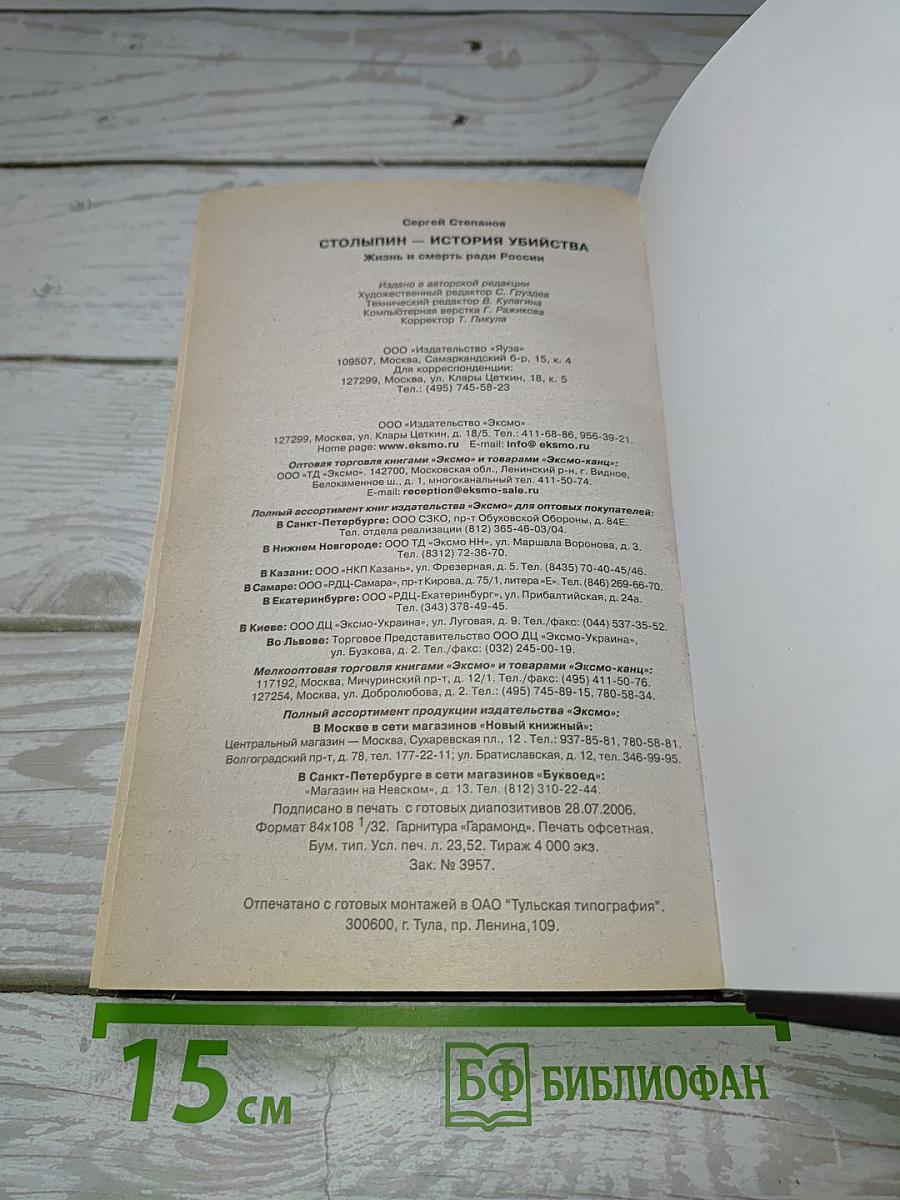 Сергей Степанов
СТОЛЫПИН — ИСТОРИЯ УБИЙСТВА
Жизнь и смерть ради России
Издано в авторской редакции
Художественный редактор С. Груздев
Технический редактор В. Кулагина
Компьютерная верстка Г. Ражикова
Корректор Т. Пикула
ООО «Издательство «Яуза»
109507, Москва, Самаркандский б-р, 15, к. 4
Для корреспонденции:
127299, Москва, ул. Клары Цеткин, 18, к. 5
Тел.: (495) 745-58-23
ООО «Издательство «Эксмо»
127299, Москва, ул. Клары Цеткин, д. 18/5. Тел.: 411-68-86, 956-39-21.
Home page: www.eksmo.ru E-mail: info@ eksmo.ru
Оптовая торговля книгами «Эксмо» и товарами «Эксмо-канц»:
ООО «ТД «Эксмо». 142700, Московская обл., Ленинский р-н, г. Видное,
Белокаменное ш., д. 1, многоканальный тел. 411-50-74.
E-mail: reception@eksmo-sale.ru
Полный ассортимент книг издательства «Эксмо» для оптовых покупателей:
В Санкт-Петербурге: ООО СЗКО, пр-т Обуховской Обороны, д. 84Е.
Тел. отдела реализации (812) 365-46-03/04.
В Нижнем Новгороде: ООО ТД «Эксмо НН», ул. Маршала Воронова, д. 3.
Тел. (8312) 72-36-70.
В Казани: ООО «НКП Казань», ул. Фрезерная, д. 5. Тел. (8435) 70-40-45/46.
В Самаре: ООО «РДЦ-Самара», пр-т Кирова, д. 75/1, литера «Е». Тел. (846) 269-66-70.
В Екатеринбурге: ООО «РДЦ-Екатеринбург», ул. Прибалтийская, д. 24а.
Тел. (343) 378-49-45.
В Киеве: ООО ДЦ «Эксмо-Украина», ул. Луговая, д. 9. Тел./факс: (044) 537-35-52.
Во Львове: Торговое Представительство ООО ДЦ «Эксмо-Украина»,
ул. Бузкова, д. 2. Тел./факс: (032) 245-00-19.
Мелкооптовая торговля книгами «Эксмо» и товарами «Эксмо-канц»:
117192, Москва, Мичуринский пр-т, д. 12/1. Тел./факс: (495) 411-50-76.
127254, Москва, ул. Добролюбова, д. 2. Тел.: (495) 745-89-15, 780-58-34.
Полный ассортимент продукции издательства «Эксмо»:
В Москве в сети магазинов «Новый книжный»:
Центральный магазин — Москва, Сухаревская пл., 12 . Тел.: 937-85-81, 780-58-81.
Волгоградский пр-т, д. 78, тел. 177-22-11; ул. Братиславская, д. 12, тел. 346-99-95.
В Санкт-Петербурге в сети магазинов «Буквоед»:
«Магазин на Невском», д. 13. Тел. (812) 310-22-44.
Подписано в печать с готовых диапозитивов 28.07.2006.
Формат 84x108 1/32. Гарнитура «Гарамонд». Печать офсетная.
Бум. тип. Усл. печ. л. 23,52. Тираж 4 000 экз.
Зак. № 3957.
Отпечатано с готовых монтажей в ОАО "Тульская типография".
300600, г. Тула, пр. Ленина,109.
15 см
БФ БИБЛИОФАН